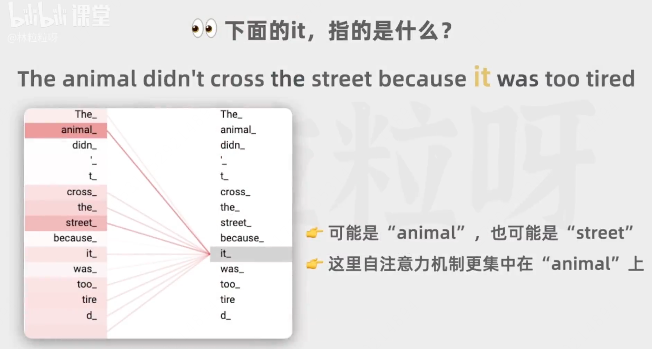 bilibili 课堂
👀 下面的it，指的是什么？
The animal didn't cross the street because it was too tired
The_ The_
animal_ animal_
didn_ didn_
'_ '_
t_ t_
cross_ cross_
the_ the_
street_ street_
because_ because_
it_ it_
was_ was_
too_ too_
tire tire
d_ d_
粒呀
👉 可能是“animal”，也可能是“street”
👉 这里自注意力机制更集中在“animal”上